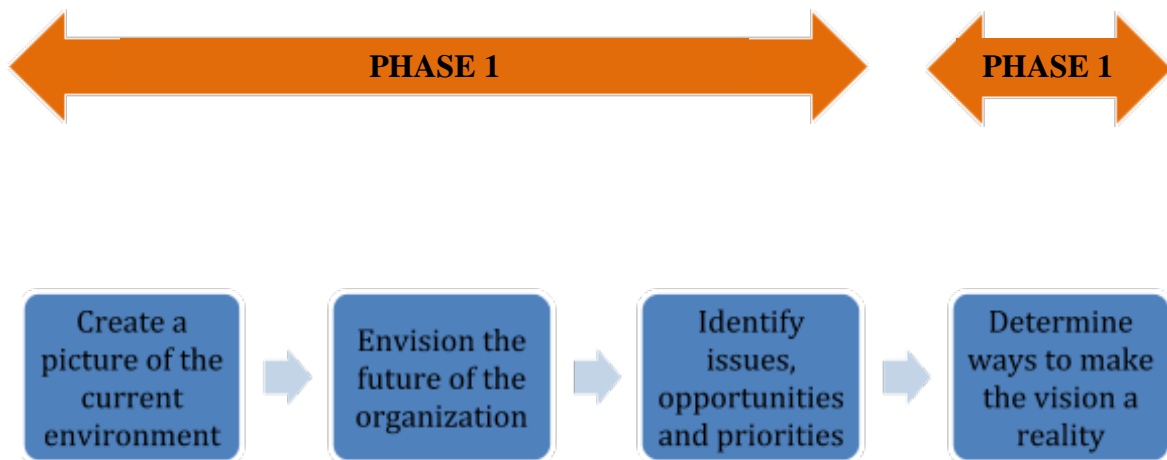 PHASE 1
PHASE 1
Create a
picture of the
current
environment
Envision the
future of the
organization
Identify
issues,
opportunities
and priorities
Determine
ways to make
the vision a
reality